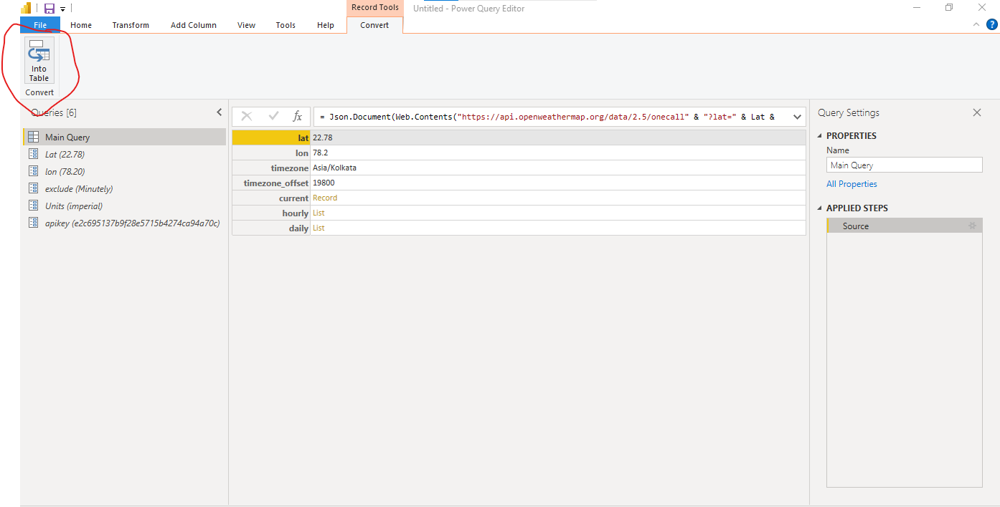 Record Tools
Untitled - Power Query Editor
File Home Transform Add Column View Tools Help Convert
?
Into
Table
Convert
Queries [6]
Main Query
Lat (22.78)
lon (78.20)
exclude (Minutely)
Units (imperial)
apikey (e2c695137b9f28e5715b4274ca94a70c)
fx
= Json.Document(Web.Contents("https://api.openweathermap.org/data/2.5/onecall" & "?lat=" & Lat &
lat 22.78
lon 78.2
timezone Asia/Kolkata
timezone_offset 19800
current Record
hourly List
daily List
Query Settings
PROPERTIES
Name
Main Query
All Properties
APPLIED STEPS
Source